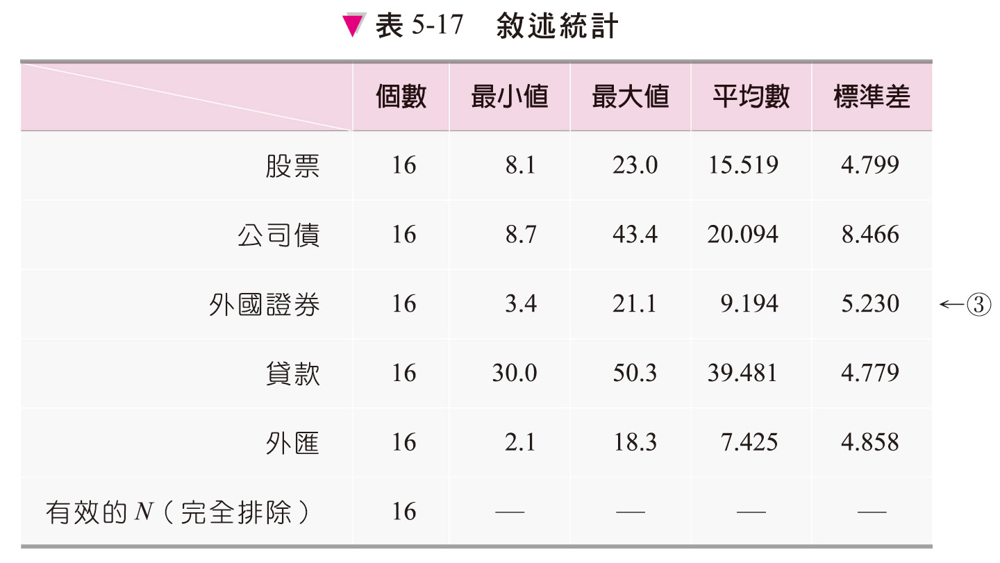 ▼ 表 5-17 敘述統計
個數 最小值 最大值 平均數 標準差
股票 16 8.1 23.0 15.519 4.799
公司債 16 8.7 43.4 20.094 8.466
外國證券 16 3.4 21.1 9.194 5.230 ←③
貸款 16 30.0 50.3 39.481 4.779
外匯 16 2.1 18.3 7.425 4.858
有效的 N（完全排除） 16 — — — —